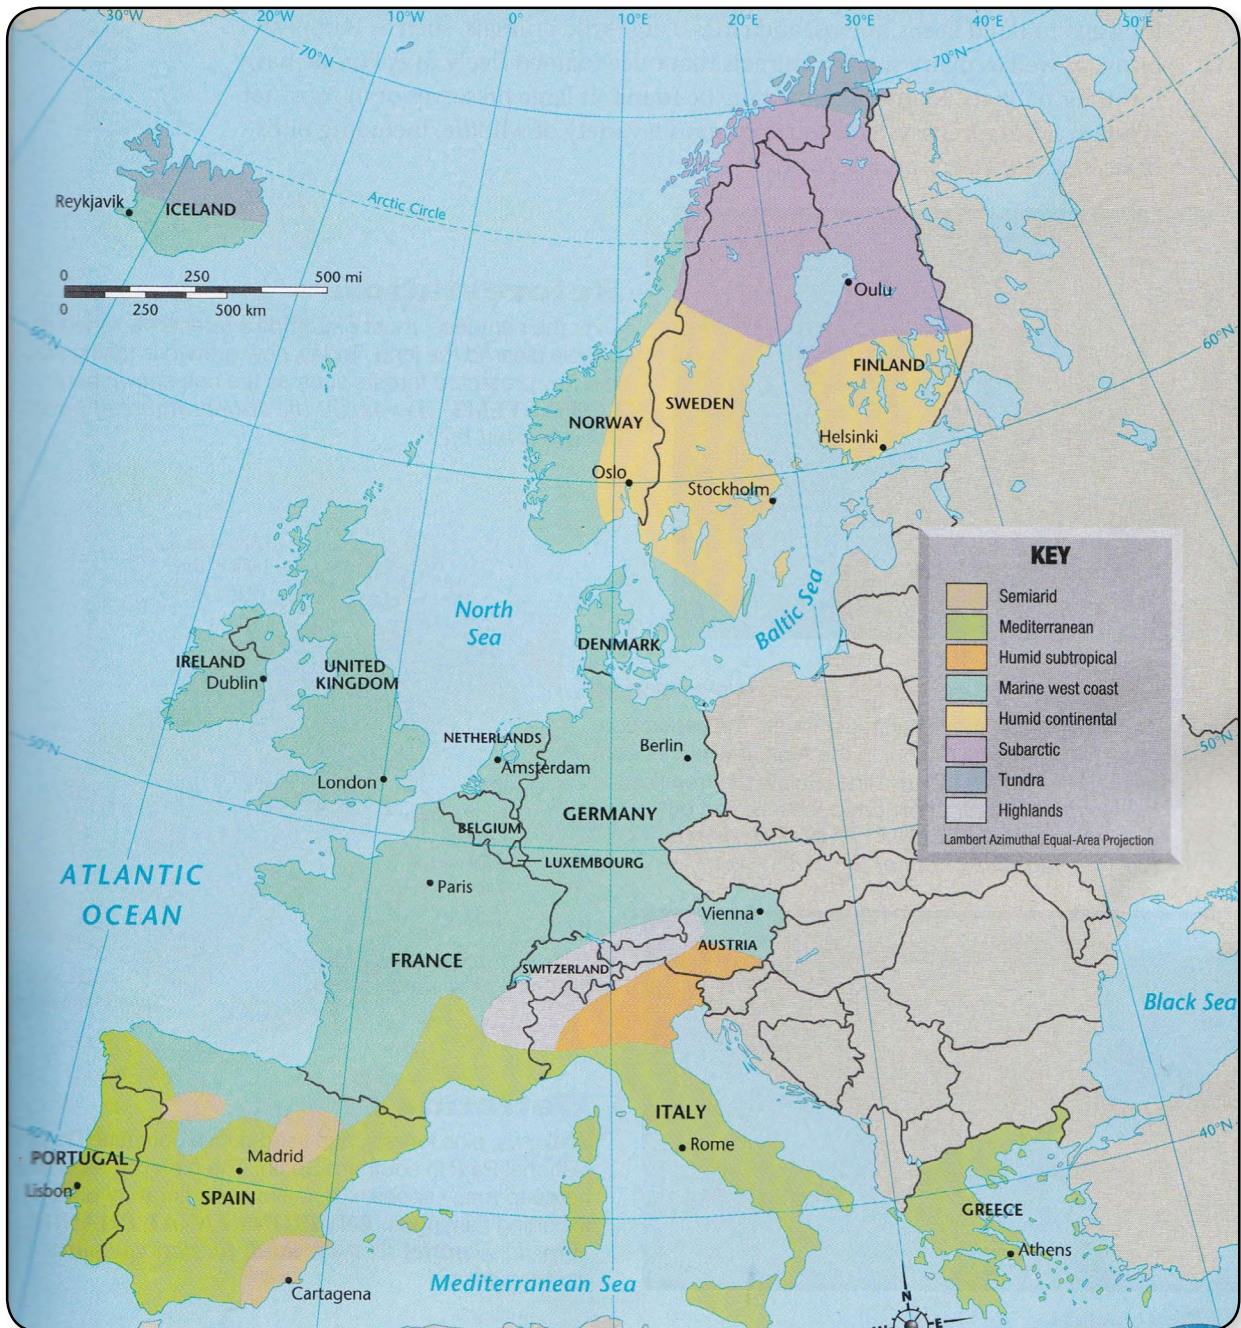 30°W
20°W
10°W
0°
10°E
20°E
30°E
40°E
50°E
70°N
70°N
Arctic Circle
Reykjavik
ICELAND
0 250 500 mi
0 250 500 km
60°N
60°N
Oulu
FINLAND
SWEDEN
NORWAY
Helsinki
Oslo
Stockholm
North
Sea
Baltic Sea
DENMARK
IRELAND
Dublin
UNITED
KINGDOM
London
NETHERLANDS
Amsterdam
Berlin
GERMANY
BELGIUM
LUXEMBOURG
KEY
Semiarid
Mediterranean
Humid subtropical
Marine west coast
Humid continental
Subarctic
Tundra
Highlands
Lambert Azimuthal Equal-Area Projection
50°N
50°N
ATLANTIC
OCEAN
Paris
Vienna
AUSTRIA
FRANCE
SWITZERLAND
Black Sea
ITALY
Rome
40°N
40°N
PORTUGAL
Lisbon
Madrid
SPAIN
Cartagena
GREECE
Athens
Mediterranean Sea
N
W E